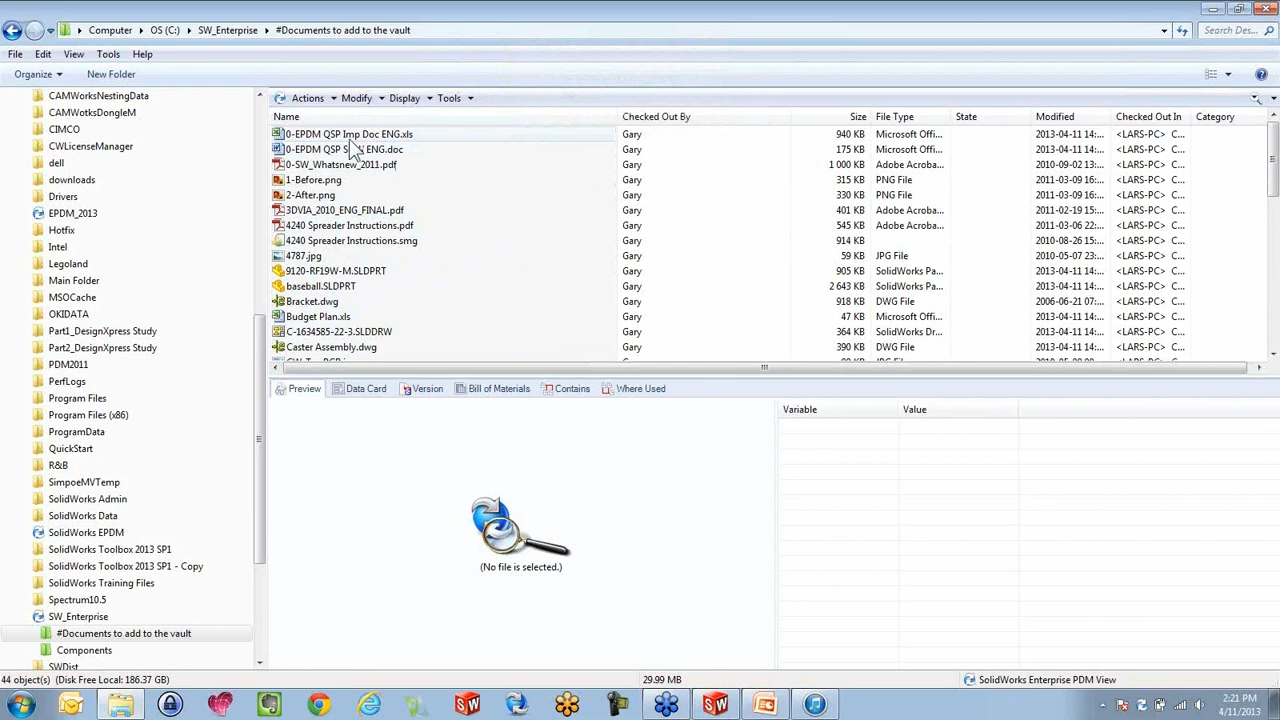 Computer ▸ OS (C:) ▸ SW_Enterprise ▸ #Documents to add to the vault
Search Des...
File Edit View Tools Help
Organize New Folder
Actions Modify Display Tools
Name Checked Out By Size File Type State Modified Checked Out In Category
0-EPDM QSP Imp Doc ENG.xls Gary 940 KB Microsoft Offi... 2013-04-11 14:... <LARS-PC> C...
0-EPDM QSP ENG.doc Gary 175 KB Microsoft Offi... 2013-04-11 14:... <LARS-PC> C...
0-SW_Whatsnew_2011.pdf Gary 1 000 KB Adobe Acroba... 2010-09-02 13:... <LARS-PC> C...
1-Before.png Gary 315 KB PNG File 2011-03-09 16:... <LARS-PC> C...
2-After.png Gary 330 KB PNG File 2011-03-09 16:... <LARS-PC> C...
3DVIA_2010_ENG_FINAL.pdf Gary 401 KB Adobe Acroba... 2011-02-19 15:... <LARS-PC> C...
4240 Spreader Instructions.pdf Gary 545 KB Adobe Acroba... 2011-03-06 22:... <LARS-PC> C...
4240 Spreader Instructions.smg Gary 914 KB 2010-08-26 15:... <LARS-PC> C...
4787.jpg Gary 59 KB JPG File 2010-05-07 23:... <LARS-PC> C...
9120-RF19W-M.SLDPRT Gary 905 KB SolidWorks Pa... 2013-04-11 14:... <LARS-PC> C...
baseball.SLDPRT Gary 2 643 KB SolidWorks Pa... 2013-04-11 14:... <LARS-PC> C...
Bracket.dwg Gary 918 KB DWG File 2006-06-21 07:... <LARS-PC> C...
Budget Plan.xls Gary 47 KB Microsoft Offi... 2013-04-11 14:... <LARS-PC> C...
C-1634585-22-3.SLDDRW Gary 364 KB SolidWorks Dr... 2013-04-11 14:... <LARS-PC> C...
Caster Assembly.dwg Gary 390 KB DWG File 2013-04-11 14:... <LARS-PC> C...
CAMWorksNestingData
CAMWotksDongleM
CIMCO
CWLicenseManager
dell
downloads
Drivers
EPDM_2013
Hotfix
Intel
Legoland
Main Folder
MSOCache
OKIDATA
Part1_DesignXpress Study
Part2_DesignXpress Study
PDM2011
PerfLogs
Program Files
Program Files (x86)
ProgramData
QuickStart
R&B
SimpoeMVTemp
SolidWorks Admin
SolidWorks Data
SolidWorks EPDM
SolidWorks Toolbox 2013 SP1
SolidWorks Toolbox 2013 SP1 - Copy
SolidWorks Training Files
Spectrum10.5
SW_Enterprise
#Documents to add to the vault
Components
SWDist
Preview Data Card Version Bill of Materials Contains Where Used
Variable Value
(No file is selected.)
44 object(s) (Disk Free Local: 186.37 GB) 29.99 MB SolidWorks Enterprise PDM View
2:21 PM
4/11/2013